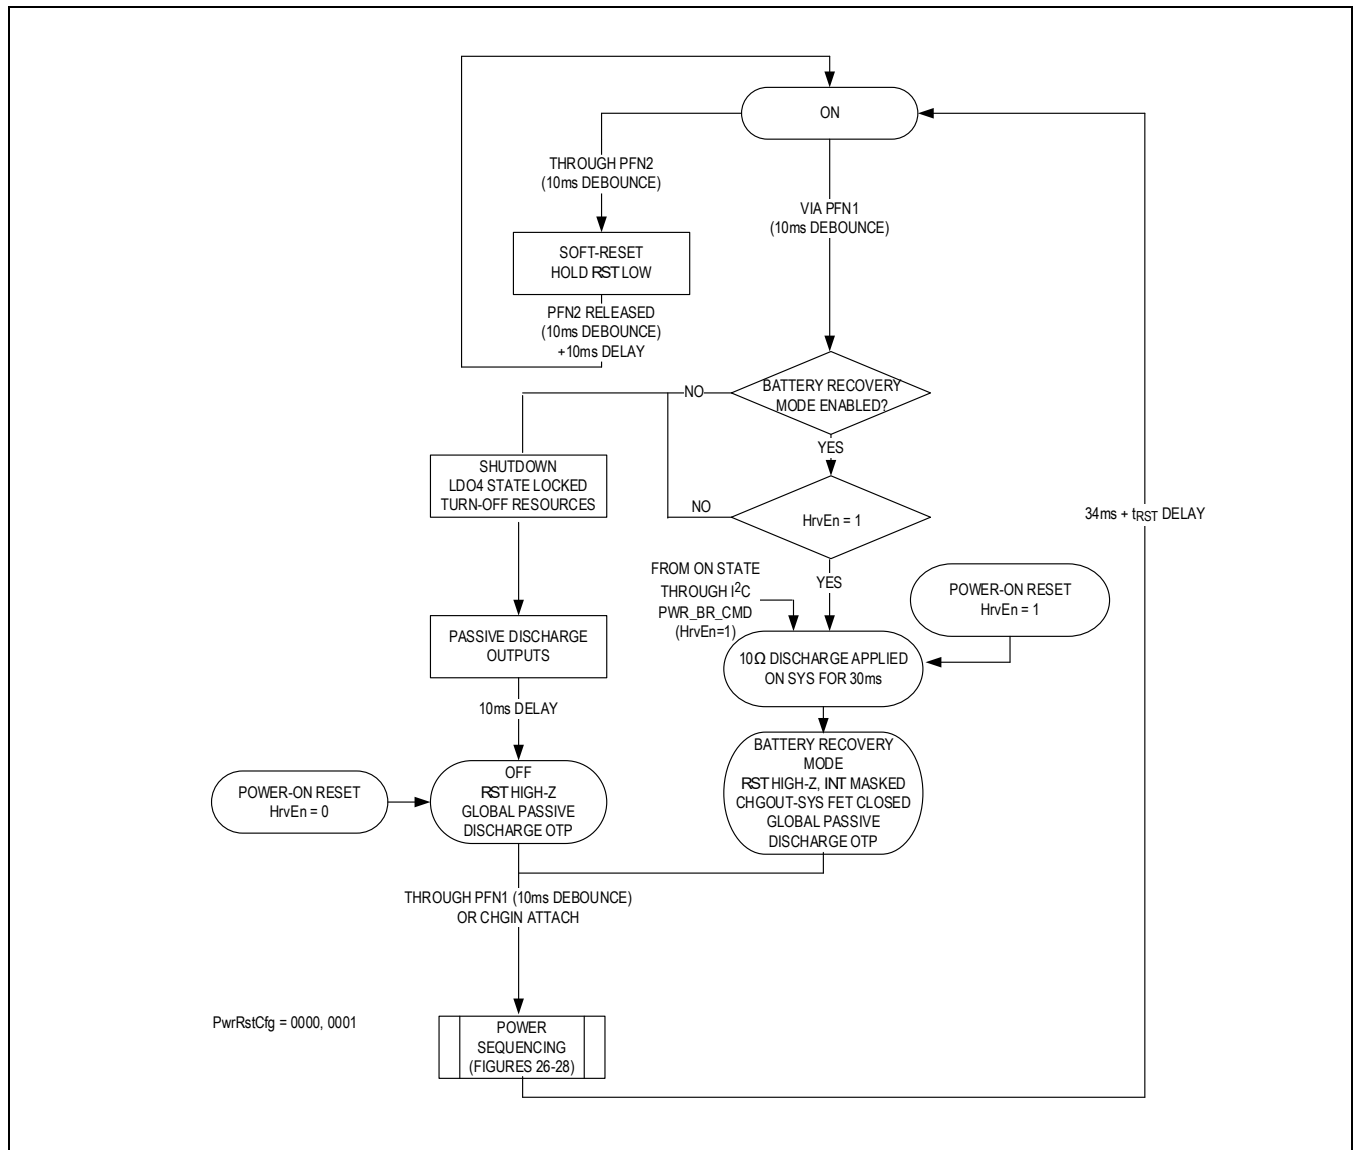 ON
THROUGH PFN2
(10ms DEBOUNCE)
VIA PFN1
(10ms DEBOUNCE)
SOFT-RESET
HOLD RST LOW
PFN2 RELEASED
(10ms DEBOUNCE)
+10ms DELAY
BATTERY RECOVERY
MODE ENABLED?
NO
YES
SHUTDOWN
LDO4 STATE LOCKED
TURN-OFF RESOURCES
NO
HrvEn = 1
34ms + tRST DELAY
YES
FROM ON STATE
THROUGH I²C
PWR_BR_CMD
(HrvEn=1)
POWER-ON RESET
HrvEn = 1
PASSIVE DISCHARGE
OUTPUTS
10Ω DISCHARGE APPLIED
ON SYS FOR 30ms
10ms DELAY
BATTERY RECOVERY
MODE
RST HIGH-Z, INT MASKED
CHGOUT-SYS FET CLOSED
GLOBAL PASSIVE
DISCHARGE OTP
POWER-ON RESET
HrvEn = 0
OFF
RST HIGH-Z
GLOBAL PASSIVE
DISCHARGE OTP
THROUGH PFN1 (10ms DEBOUNCE)
OR CHGIN ATTACH
PwrRstCfg = 0000, 0001
POWER
SEQUENCING
(FIGURES 26-28)